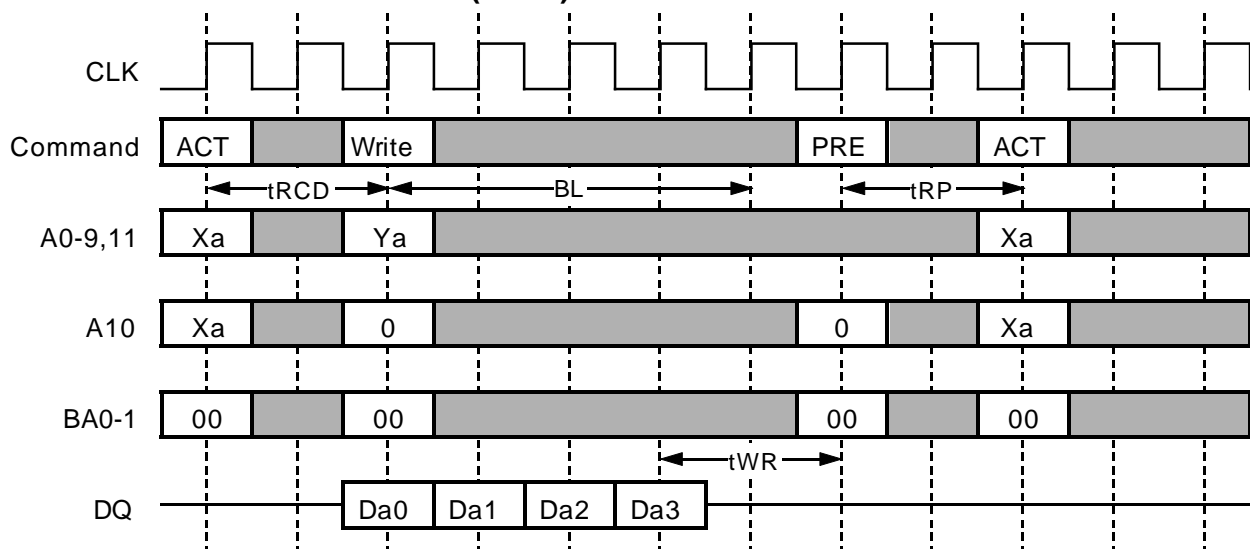 CLK
Command ACT Write PRE ACT
tRCD BL tRP
A0-9,11 Xa Ya Xa
A10 Xa 0 0 Xa
BA0-1 00 00 00 00
tWR
DQ Da0 Da1 Da2 Da3